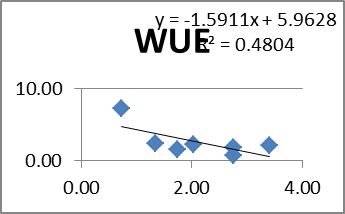 y = -1.5911x + 5.9628
WUE
R² = 0.4804
10.00
0.00
0.00 2.00 4.00